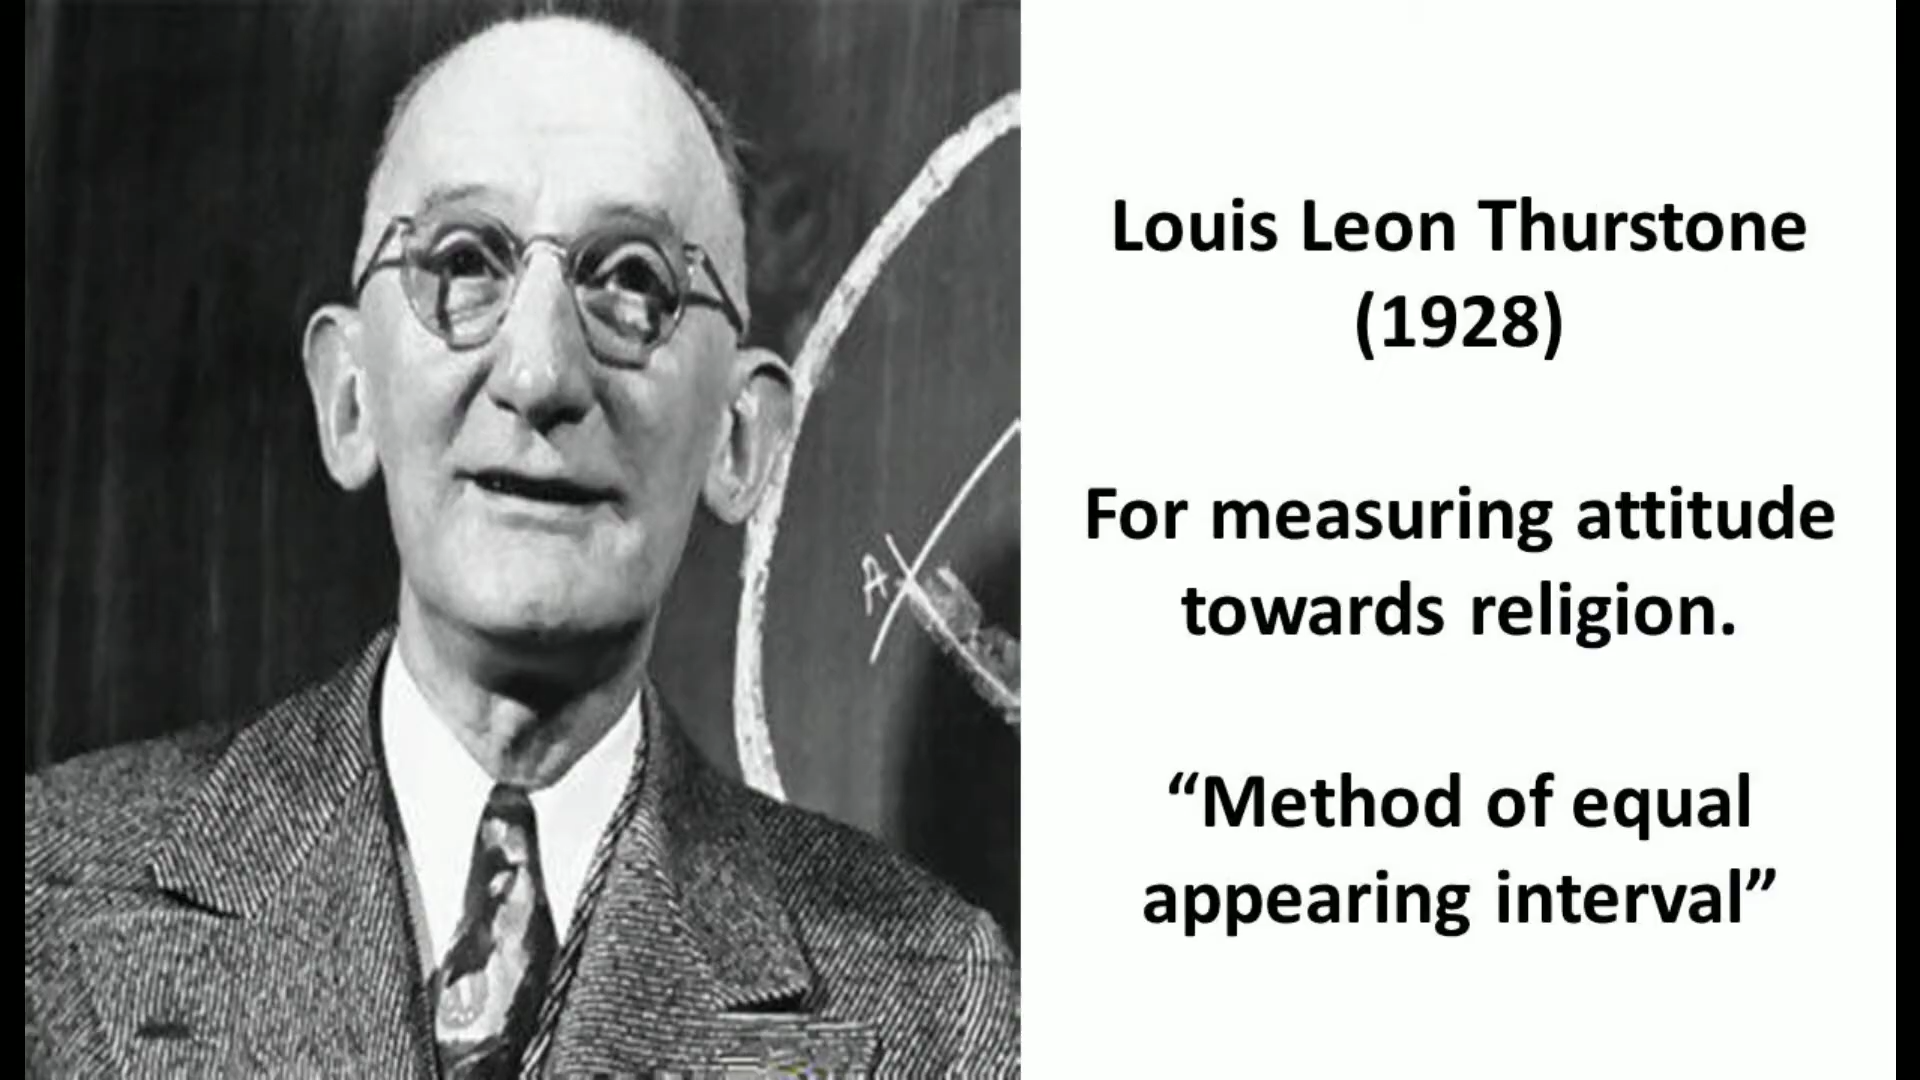 Louis Leon Thurstone
(1928)
For measuring attitude
towards religion.
“Method of equal
appearing interval”
A